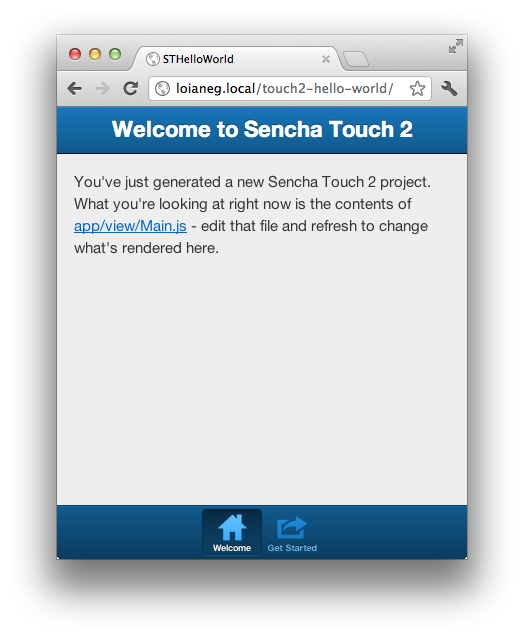 STHelloWorld
loianeg.local/touch2-hello-world/
Welcome to Sencha Touch 2
You've just generated a new Sencha Touch 2 project.
What you're looking at right now is the contents of
app/view/Main.js - edit that file and refresh to change
what's rendered here.
Welcome
Get Started